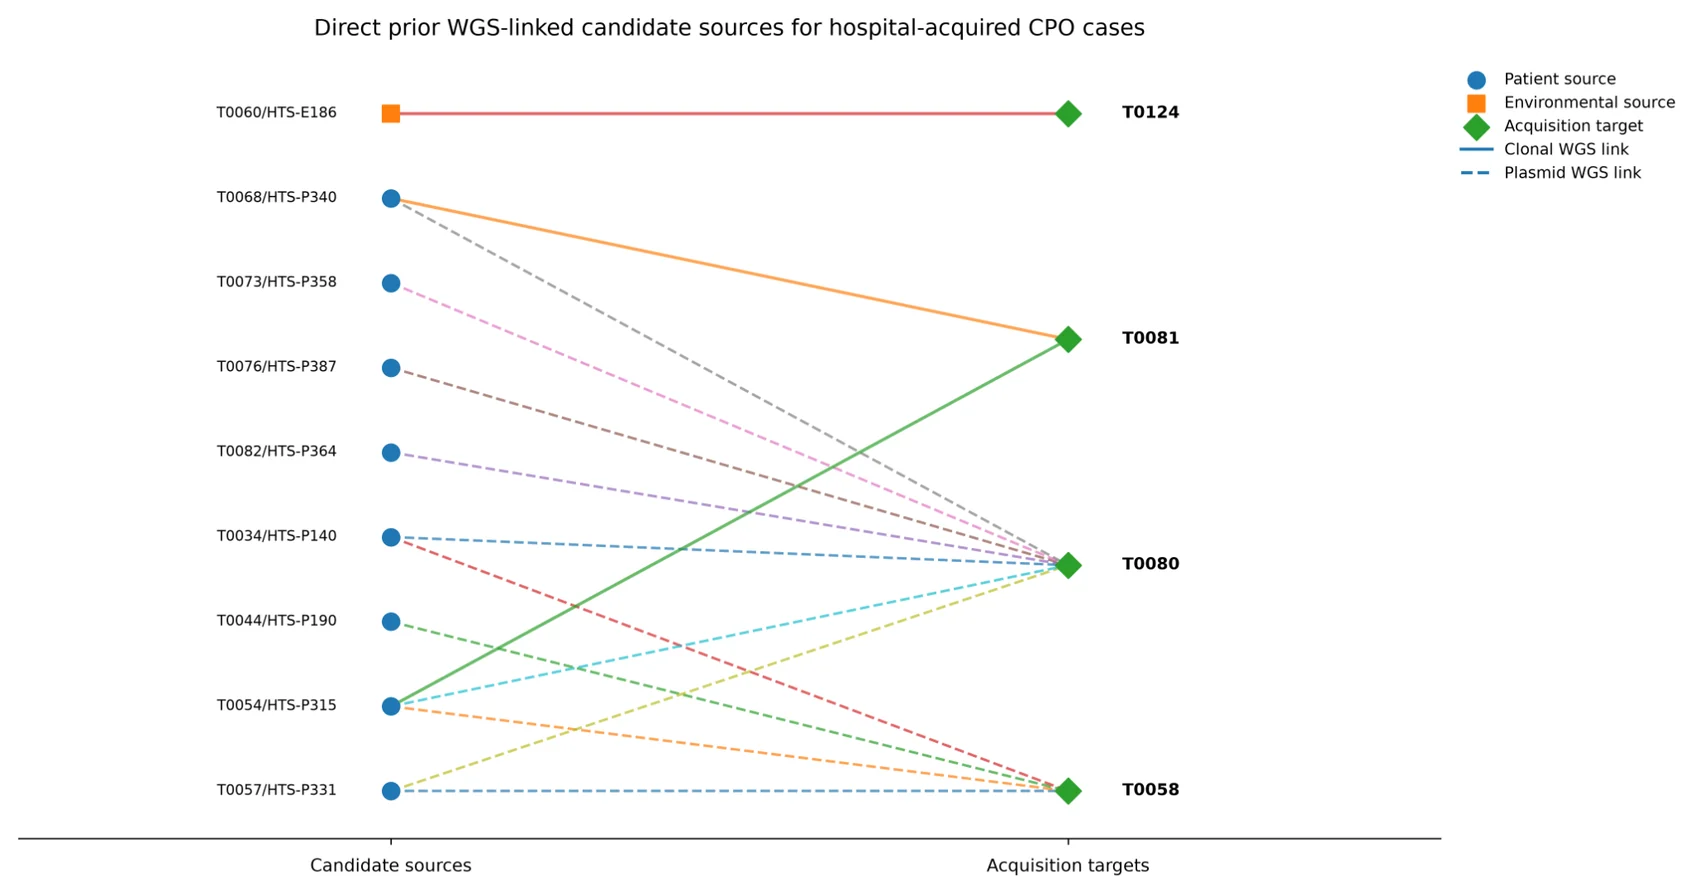 Direct prior WGS-linked candidate sources for hospital-acquired CPO cases
Patient source
Environmental source
Acquisition target
Clonal WGS link
Plasmid WGS link
T0060/HTS-E186
T0124
T0068/HTS-P340
T0073/HTS-P358
T0081
T0076/HTS-P387
T0082/HTS-P364
T0034/HTS-P140
T0080
T0044/HTS-P190
T0054/HTS-P315
T0057/HTS-P331
T0058
Candidate sources
Acquisition targets